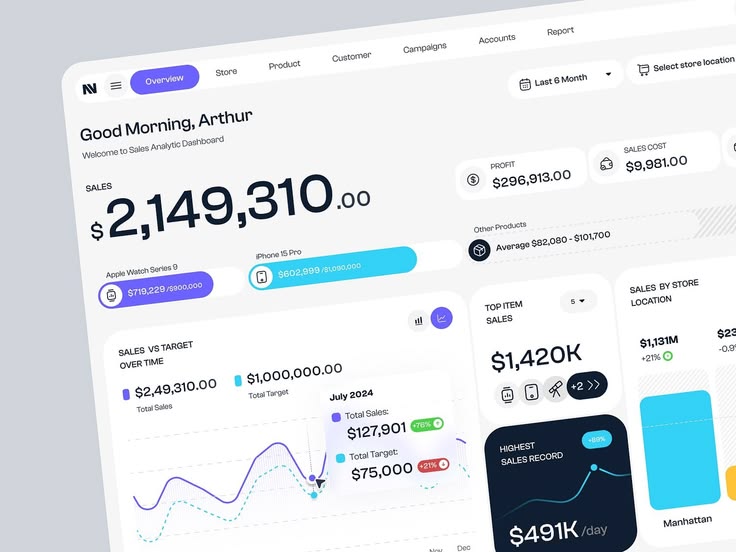 Overview
Store
Product
Customer
Campaigns
Accounts
Report
Good Morning, Arthur
Welcome to Sales Analytic Dashboard
Last 6 Month
Select store location
SALES
$2,149,310.00
PROFIT
$296,913.00
SALES COST
$9,981.00
Apple Watch Series 9
$719,229 /$900,000
iPhone 15 Pro
$602,999 /$1,090,000
Other Products
Average $82,080 - $101,700
SALES VS TARGET
OVER TIME
$2,49,310.00
Total Sales
$1,000,000.00
Total Target
July 2024
Total Sales:
$127,901 +76%
Total Target:
$75,000 +21%
Nov
Dec
TOP ITEM
SALES
5
$1,420K
+2
HIGHEST
SALES RECORD
$491K /day
SALES BY STORE
LOCATION
$1,131M
+21%
Manhattan
$23
-0.9%